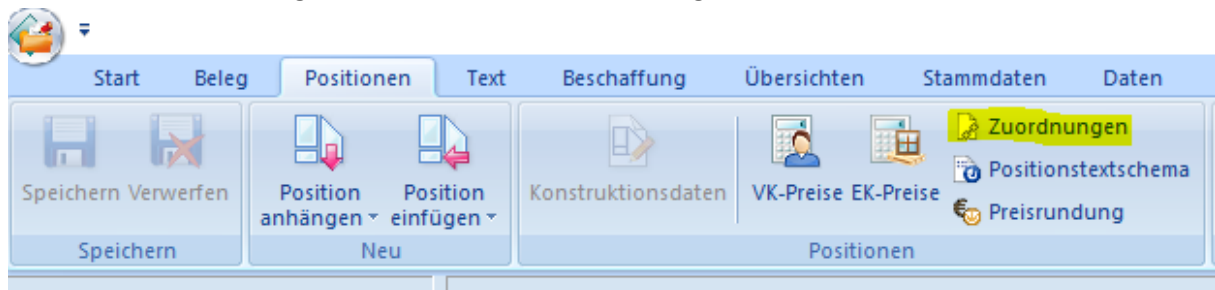 Start Beleg Positionen Text Beschaffung Übersichten Stammdaten Daten
Speichern Verwerfen
Position anhängen
Position einfügen
Konstruktionsdaten
VK-Preise EK-Preise
Zuordnungen
Positionstextschema
Preisrundung
Speichern Neu Positionen